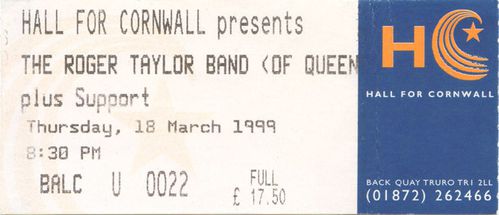 HALL FOR CORNWALL presents
THE ROGER TAYLOR BAND (OF QUEEN
plus Support
Thursday, 18 March 1999
8:30 PM
BALC U 0022
FULL
£ 17.50
HC
HALL FOR CORNWALL
BACK QUAY TRURO TR1 2LL
(01872) 262466